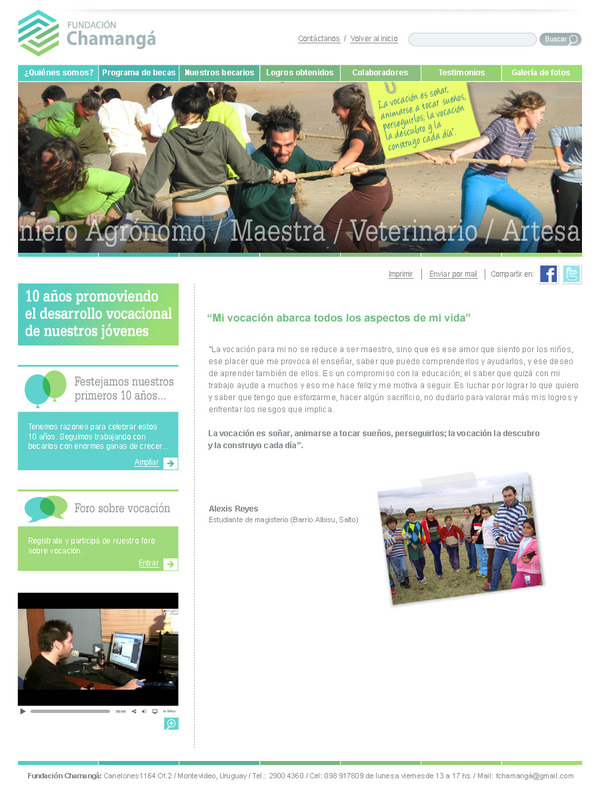 FUNDACIÓN
Chamangá
Contáctanos / Volver al inicio
Buscar
¿Quiénes somos? Programa de becas Nuestros becarios Logros obtenidos Colaboradores Testimonios Galería de fotos
La vocación es soñar,
animarse a tocar sueños,
perseguirlos; la vocación
la descubro y la
construyo cada día".
niero Agrónomo / Maestra / Veterinario / Artesa
Imprimir | Enviar por mail | Compartir en:
10 años promoviendo
el desarrollo vocacional
de nuestros jóvenes
Festejamos nuestros
primeros 10 años...
Tenemos razones para celebrar estos
10 años. Seguimos trabajando con
becarios con enormes ganas de crecer...
Ampliar
Foro sobre vocación
Registrate y participá de nuestro foro
sobre vocación
Entrar
00:00
“Mi vocación abarca todos los aspectos de mi vida”
"La vocación para mi no se reduce a ser maestro, sino que es ese amor que siento por los niños,
ese placer que me provoca el enseñar, saber que puedo comprenderlos y ayudarlos, y ese deseo
de aprender también de ellos. Es un compromiso con la educación; el saber que quizá con mi
trabajo ayude a muchos y eso me hace feliz y me motiva a seguir. Es luchar por lograr lo que quiero
y saber que tengo que esforzarme, hacer algún sacrificio, no dudarlo para valorar más mis logros y
enfrentar los riesgos que implica.
La vocación es soñar, animarse a tocar sueños, perseguirlos; la vocación la descubro
y la construyo cada día”.
Alexis Reyes
Estudiante de magisterio (Barrio Albisu, Salto)
Fundación Chamangá: Canelones 1164 Of.2 / Montevideo, Uruguay / Tel.: 2900 4360 / Cel: 098 917809 de lunes a viernes de 13 a 17 hs. / Mail: fchamangá@gmail.com